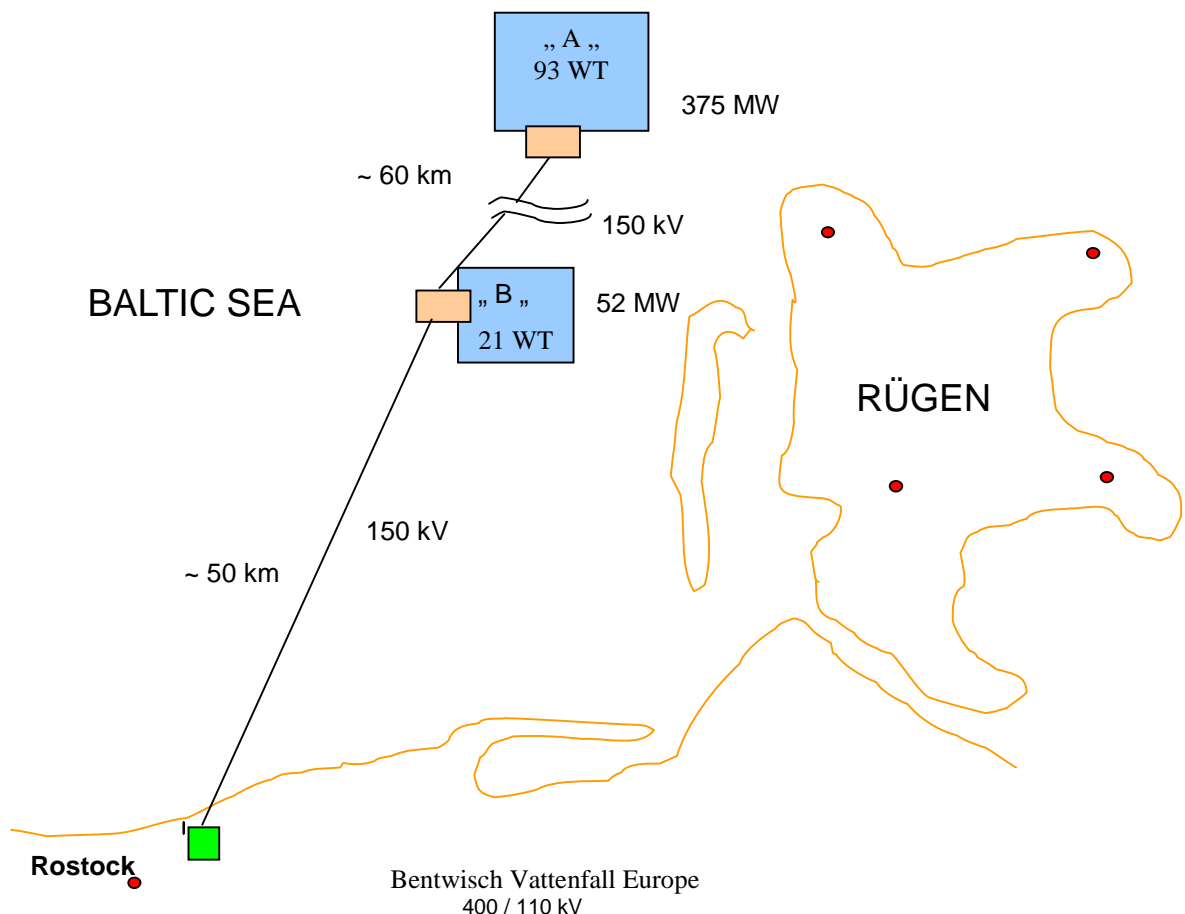 „ A „
93 WT
375 MW
~ 60 km
150 kV
BALTIC SEA
„ B „
21 WT
52 MW
RÜGEN
150 kV
~ 50 km
Rostock
Bentwisch Vattenfall Europe
400 / 110 kV